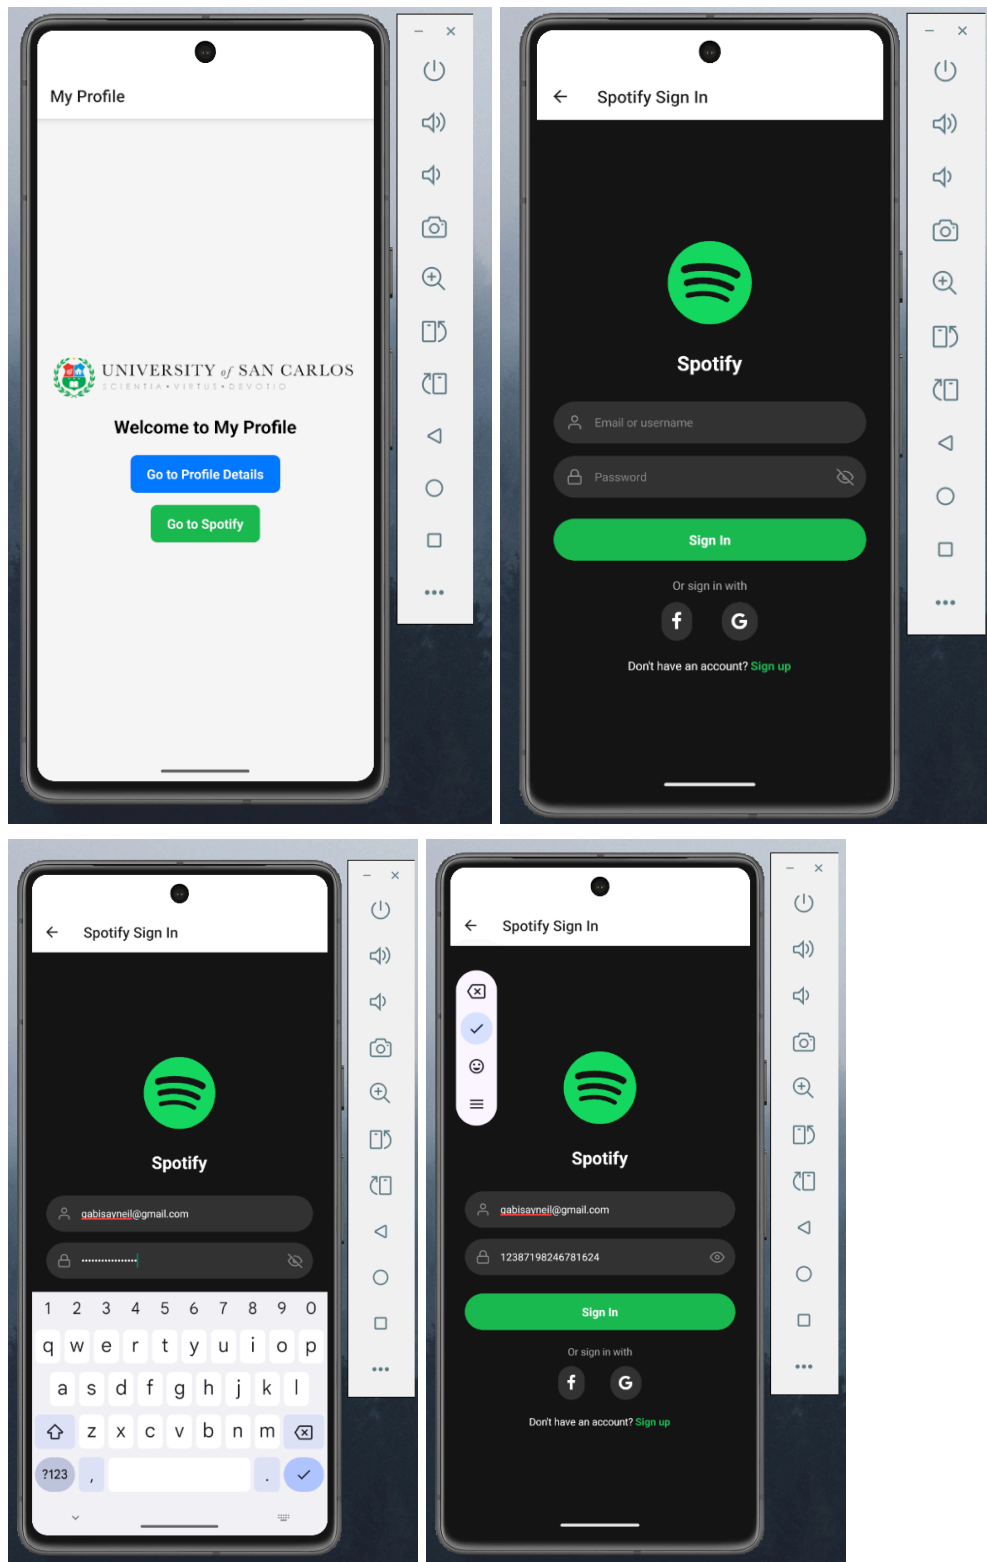 My Profile
UNIVERSITY of SAN CARLOS
SCIENTIA • VIRTUS • DEVOTIO
Welcome to My Profile
Go to Profile Details
Go to Spotify
Spotify Sign In
Spotify
Email or username
Password
Sign In
Or sign in with
f G
Don't have an account? Sign up
Spotify Sign In
Spotify
gabisayneil@gmail.com
••••••••••••••••
1 2 3 4 5 6 7 8 9 0
q w e r t y u i o p
a s d f g h j k l
z x c v b n m
?123 , .
Spotify Sign In
Spotify
gabisayneil@gmail.com
12387198246781624
Sign In
Or sign in with
f G
Don't have an account? Sign up